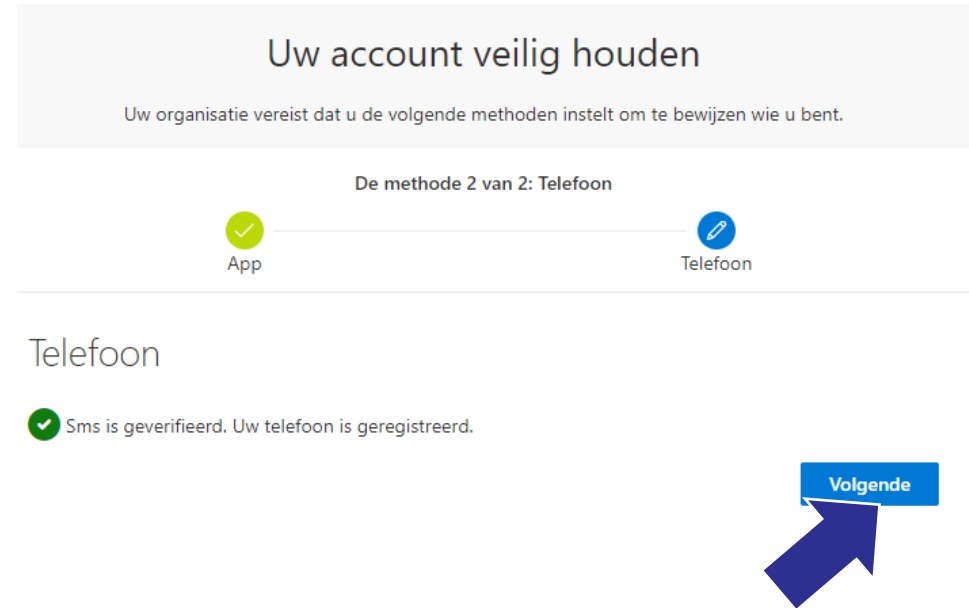 Uw account veilig houden
Uw organisatie vereist dat u de volgende methoden instelt om te bewijzen wie u bent.
De methode 2 van 2: Telefoon
App
Telefoon
Telefoon
Sms is geverifieerd. Uw telefoon is geregistreerd.
Volgende